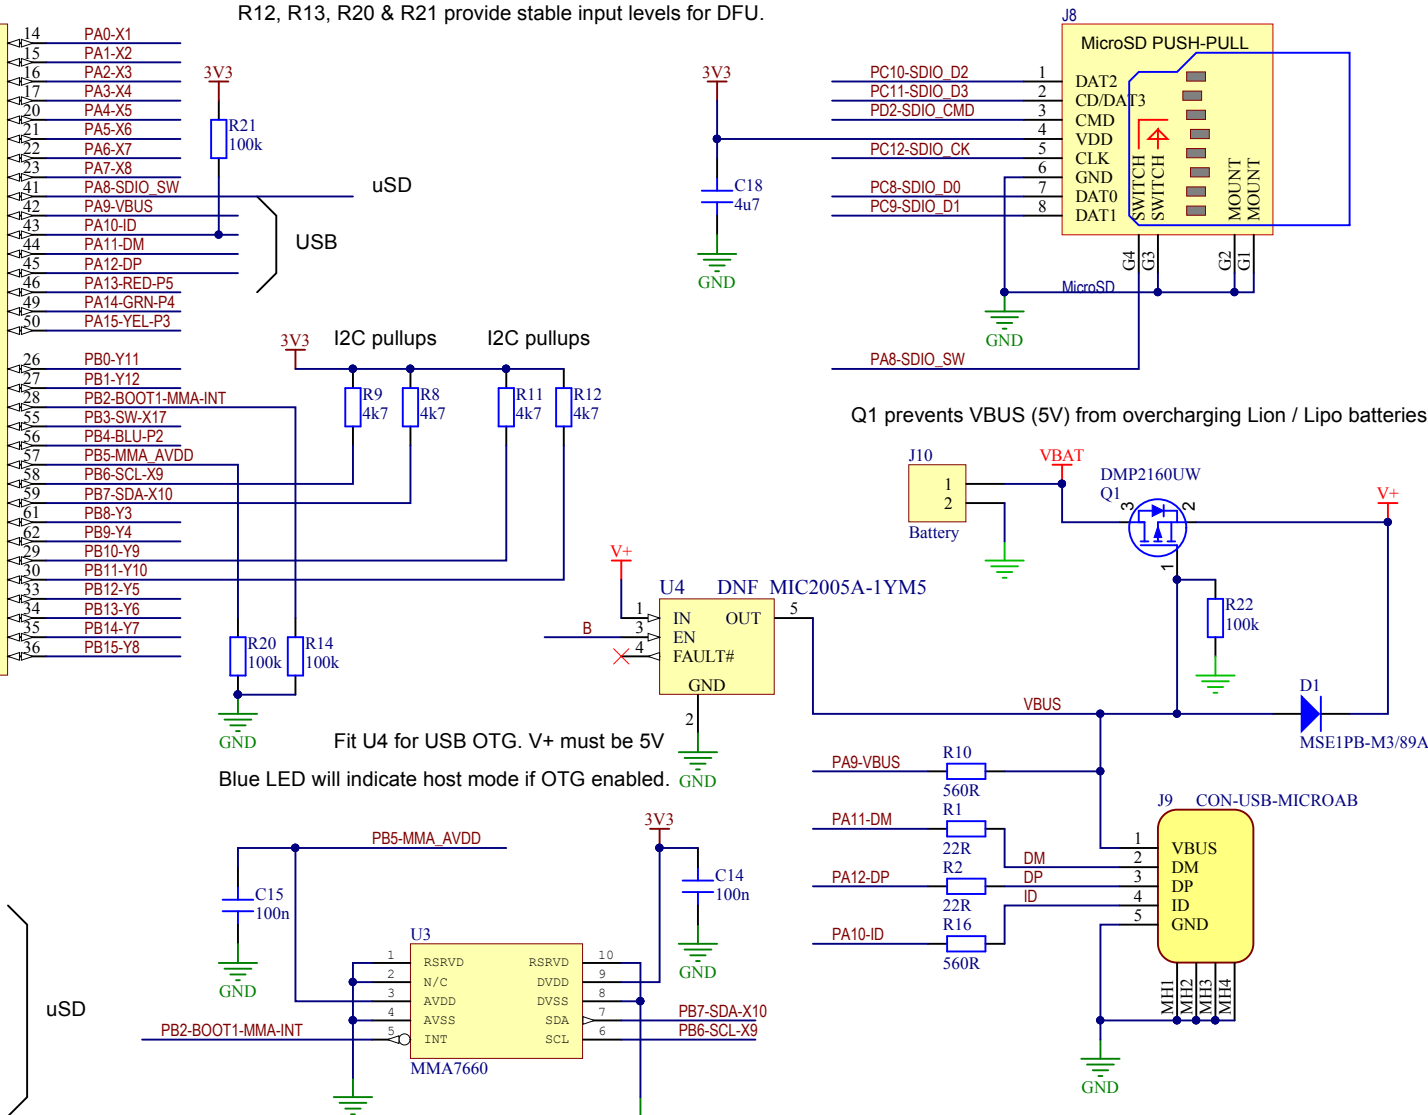 R12, R13, R20 & R21 provide stable input levels for DFU.
14 PA0-X1
15 PA1-X2
16 PA2-X3
17 PA3-X4
20 PA4-X5
21 PA5-X6
22 PA6-X7
23 PA7-X8
41 PA8-SDIO_SW
42 PA9-VBUS
43 PA10-ID
44 PA11-DM
45 PA12-DP
46 PA13-RED-P5
49 PA14-GRN-P4
50 PA15-YEL-P3
3V3
R21
100k
uSD
USB
26 PB0-Y11
27 PB1-Y12
28 PB2-BOOT1-MMA-INT
55 PB3-SW-X17
56 PB4-BLU-P2
57 PB5-MMA_AVDD
58 PB6-SCL-X9
59 PB7-SDA-X10
61 PB8-Y3
62 PB9-Y4
29 PB10-Y9
30 PB11-Y10
33 PB12-Y5
34 PB13-Y6
35 PB14-Y7
36 PB15-Y8
3V3
I2C pullups
I2C pullups
R9
4k7
R8
4k7
R11
4k7
R12
4k7
R20
100k
R14
100k
GND
3V3
C18
4u7
GND
J8
MicroSD PUSH-PULL
PC10-SDIO_D2 1 DAT2
PC11-SDIO_D3 2 CD/DAT3
PD2-SDIO_CMD 3 CMD
4 VDD
PC12-SDIO_CK 5 CLK
6 GND
PC8-SDIO_D0 7 DAT0
PC9-SDIO_D1 8 DAT1
SWITCH
SWITCH
MOUNT
MOUNT
G4
G3
G2
G1
MicroSD
GND
PA8-SDIO_SW
Q1 prevents VBUS (5V) from overcharging Lion / Lipo batteries
J10
1
2
Battery
VBAT
DMP2160UW
Q1
3
2
1
V+
R22
100k
D1
MSE1PB-M3/89A
V+
U4 DNF MIC2005A-1YM5
1 IN OUT 5
B 3 EN
4 FAULT#
GND
2
GND
VBUS
Fit U4 for USB OTG. V+ must be 5V
Blue LED will indicate host mode if OTG enabled.
PA9-VBUS
R10
560R
PA11-DM
R1
22R
DM
PA12-DP
R2
22R
DP
ID
PA10-ID
R16
560R
J9 CON-USB-MICROAB
1 VBUS
2 DM
3 DP
4 ID
5 GND
MH1
MH2
MH3
MH4
GND
PB5-MMA_AVDD
3V3
C15
100n
GND
C14
100n
GND
U3
1 RSRVD RSRVD 10
2 N/C DVDD 9
3 AVDD DVSS 8
4 AVSS SDA 7 PB7-SDA-X10
PB2-BOOT1-MMA-INT 5 INT SCL 6 PB6-SCL-X9
MMA7660
uSD